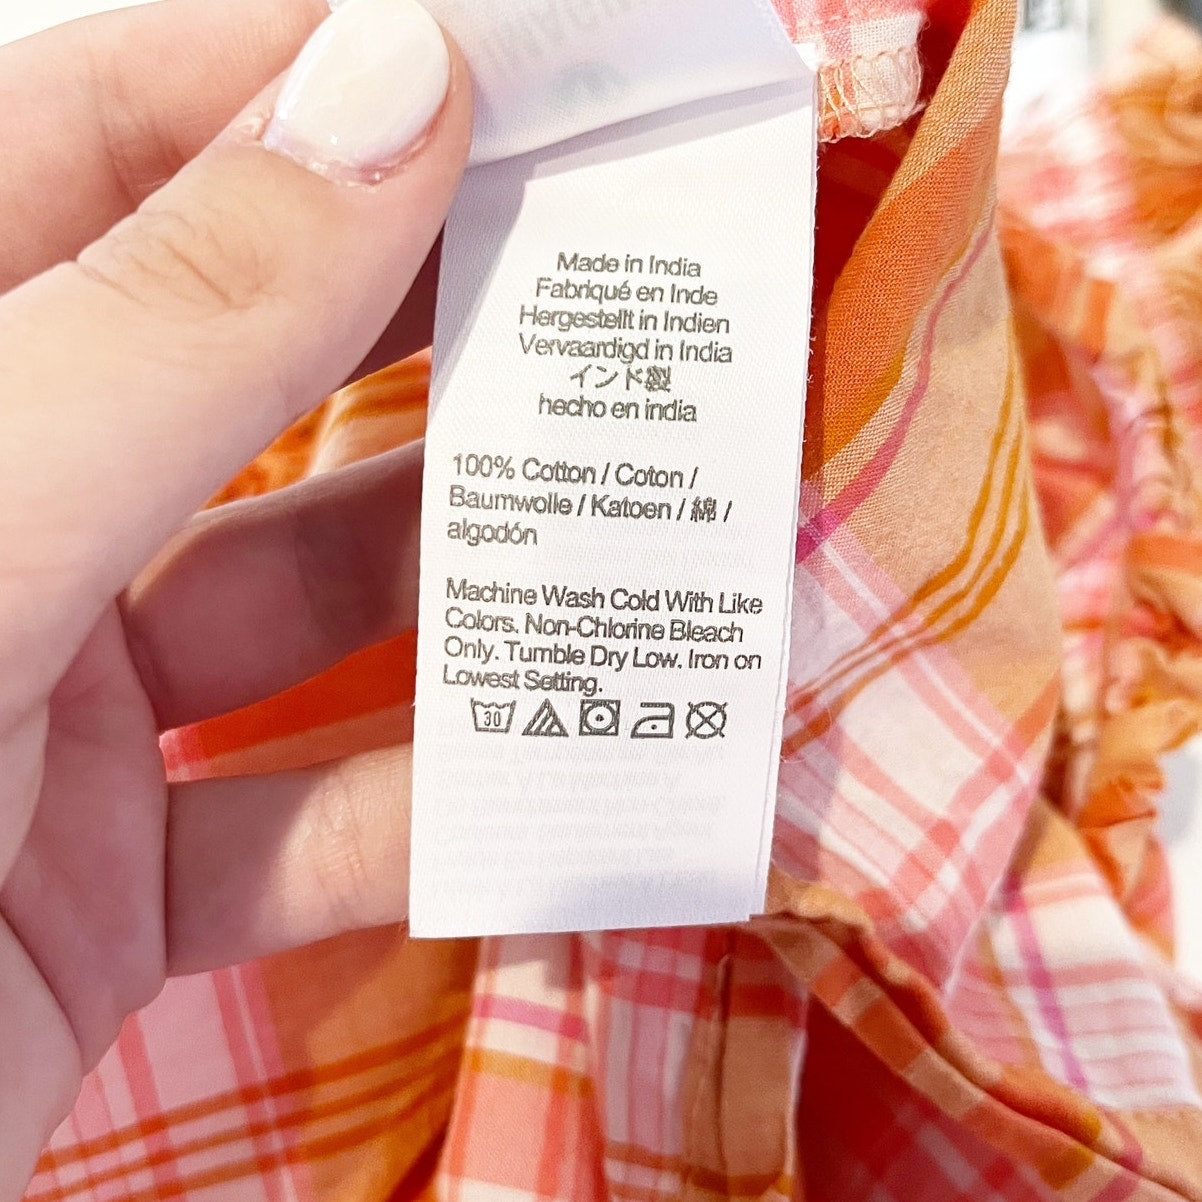 Made in India
Fabriqué en Inde
Hergestellt in Indien
Vervaardigd in India
インド製
hecho en india
100% Cotton / Coton /
Baumwolle / Katoen / 綿 /
algodón
Machine Wash Cold With Like
Colors. Non-Chlorine Bleach
Only. Tumble Dry Low. Iron on
Lowest Setting.
30